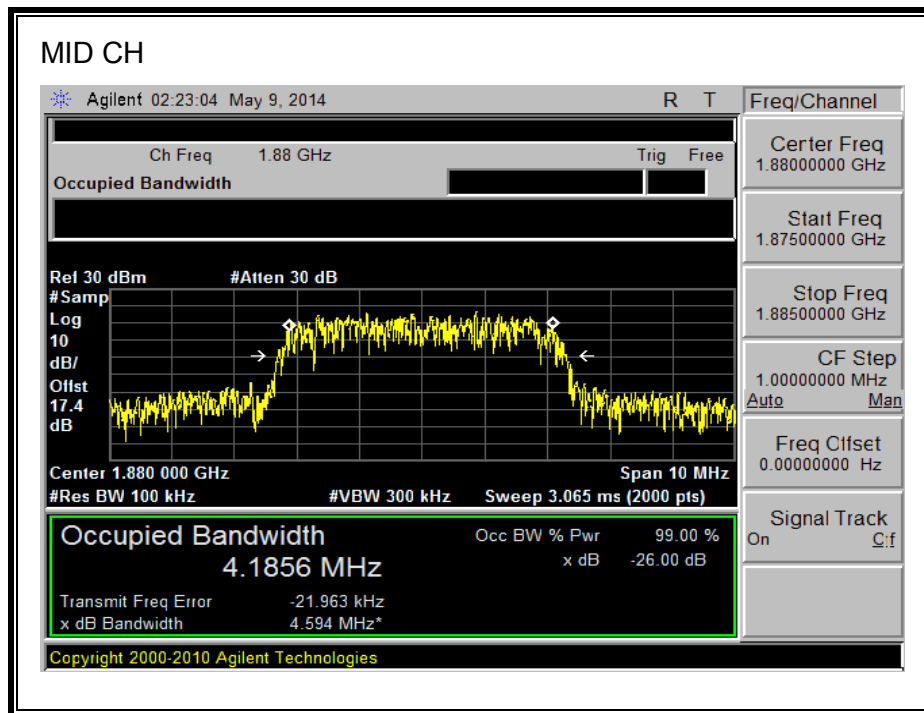 MID CH
Agilent 02:23:04 May 9, 2014 R T
Freq/Channel
Ch Freq 1.88 GHz Trig Free
Occupied Bandwidth
Center Freq
1.88000000 GHz
Start Freq
1.87500000 GHz
Stop Freq
1.88500000 GHz
CF Step
1.00000000 MHz
Auto Man
Freq Offset
0.00000000 Hz
Signal Track
On Off
Ref 30 dBm #Atten 30 dB
#Samp
Log
10
dB/
Offst
17.4
dB
Center 1.880 000 GHz Span 10 MHz
#Res BW 100 kHz #VBW 300 kHz Sweep 3.065 ms (2000 pts)
Occupied Bandwidth
4.1856 MHz
Occ BW % Pwr 99.00 %
x dB -26.00 dB
Transmit Freq Error -21.963 kHz
x dB Bandwidth 4.594 MHz*
Copyright 2000-2010 Agilent Technologies